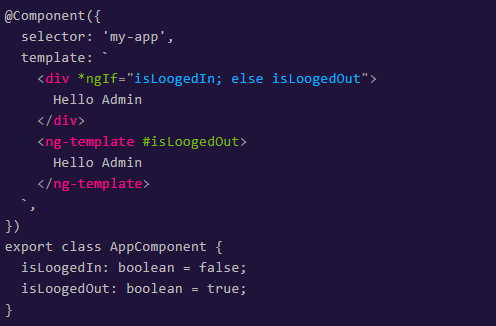 @Component({
  selector: 'my-app',
  template: `
    <div *ngIf="isLoogedIn; else isLoogedOut">
      Hello Admin
    </div>
    <ng-template #isLoogedOut>
      Hello Admin
    </ng-template>
  `,
})
export class AppComponent {
  isLoogedIn: boolean = false;
  isLoogedOut: boolean = true;
}